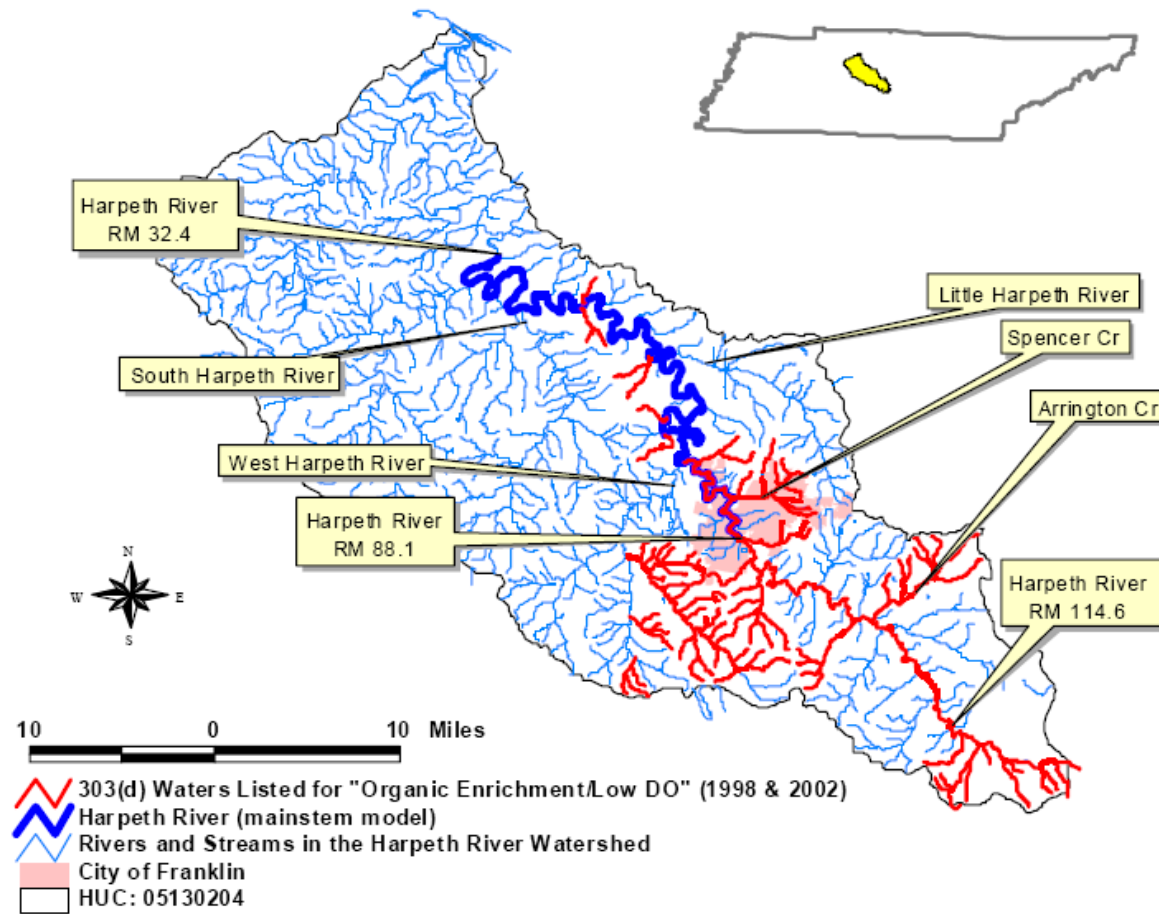 Harpeth River
RM 32.4
Little Harpeth River
Spencer Cr
South Harpeth River
Arrington Cr
West Harpeth River
Harpeth River
RM 88.1
Harpeth River
RM 114.6
N
W E
S
10 0 10 Miles
303(d) Waters Listed for "Organic Enrichment/Low DO" (1998 & 2002)
Harpeth River (mainstem model)
Rivers and Streams in the Harpeth River Watershed
City of Franklin
HUC: 05130204